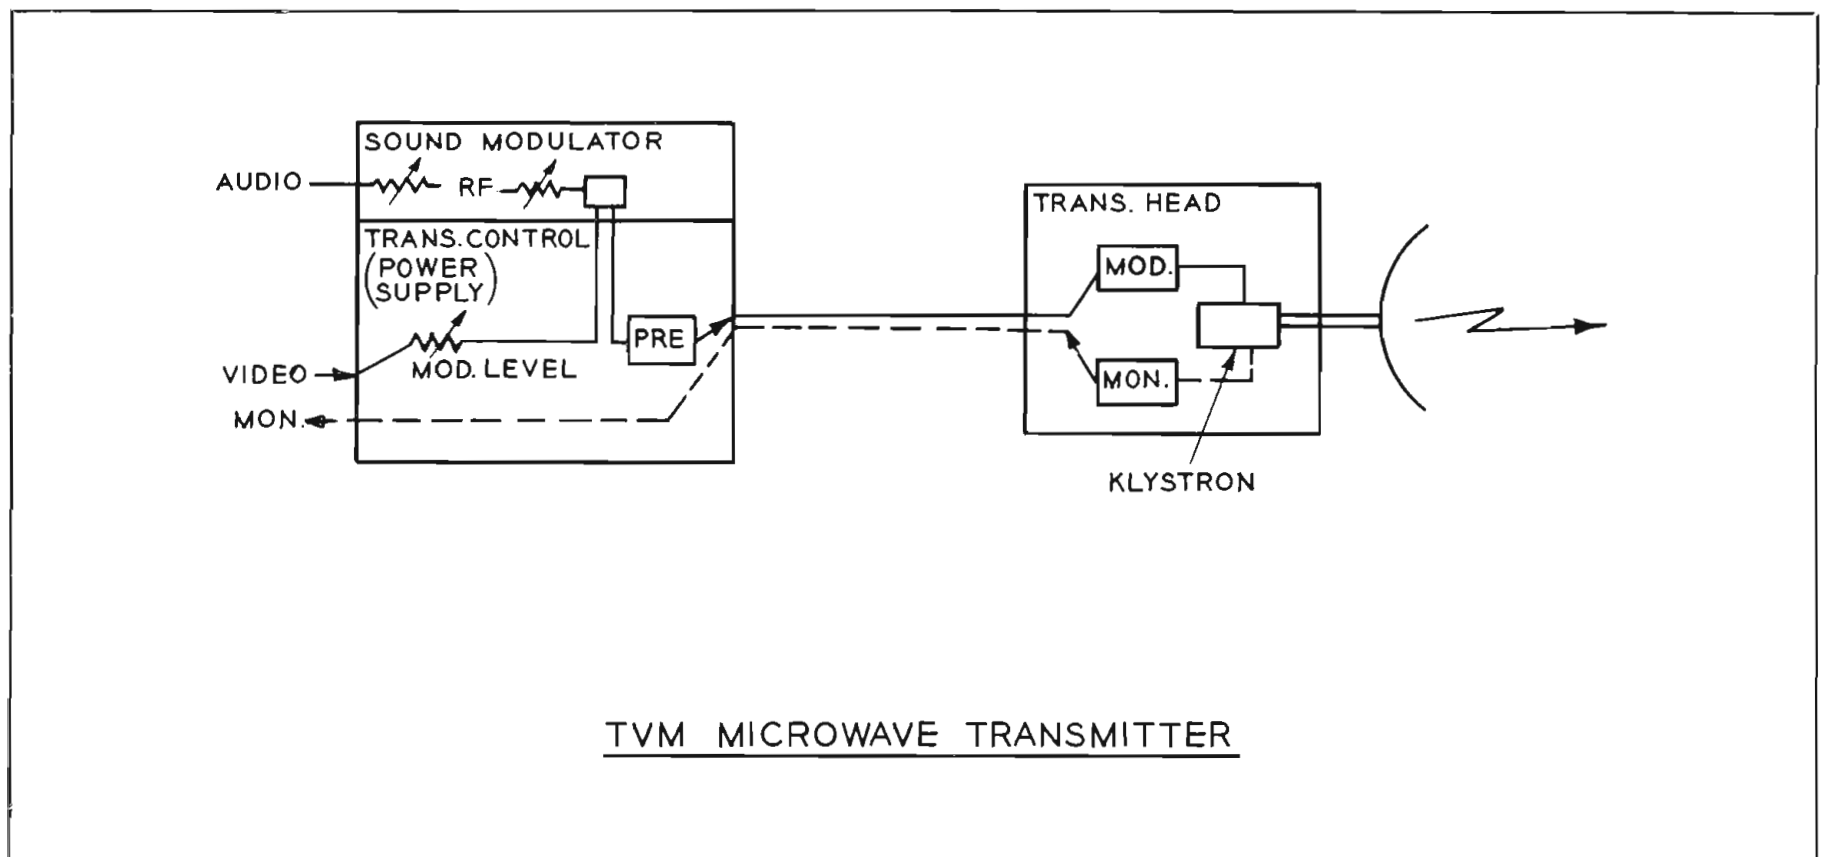 SOUND MODULATOR
AUDIO
RF
TRANS. CONTROL
(POWER
SUPPLY)
VIDEO
MOD. LEVEL
PRE
MON.
TRANS. HEAD
MOD.
MON.
KLYSTRON
TVM MICROWAVE TRANSMITTER